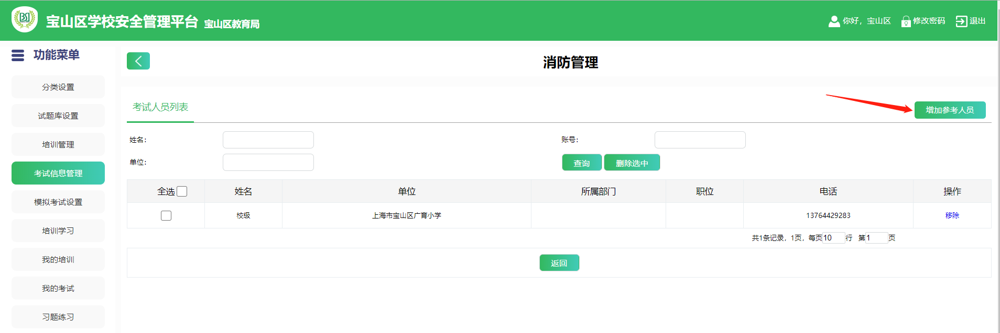 宝山区学校安全管理平台 宝山区教育局
你好，宝山区 修改密码 退出
功能菜单
分类设置
试题库设置
培训管理
考试信息管理
模拟考试设置
培训学习
我的培训
我的考试
习题练习
消防管理
考试人员列表
增加参考人员
姓名： 账号：
单位： 查询 删除选中
全选 姓名 单位 所属部门 职位 电话 操作
校级 上海市宝山区广育小学 13764429283 移除
共1条记录，1页，每页10行 第1页
返回